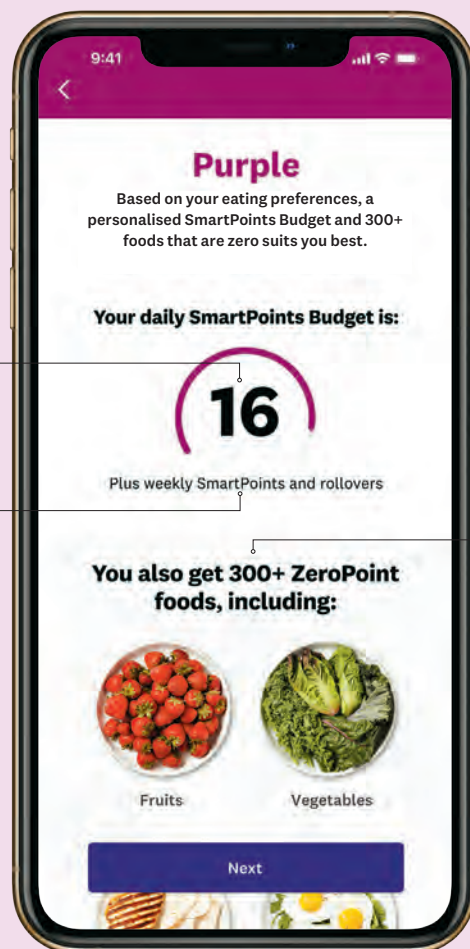 9:41
Purple
Based on your eating preferences, a
personalised SmartPoints Budget and 300+
foods that are zero suits you best.
Your daily SmartPoints Budget is:
16
Plus weekly SmartPoints and rollovers
You also get 300+ ZeroPoint
foods, including:
Fruits
Vegetables
Next